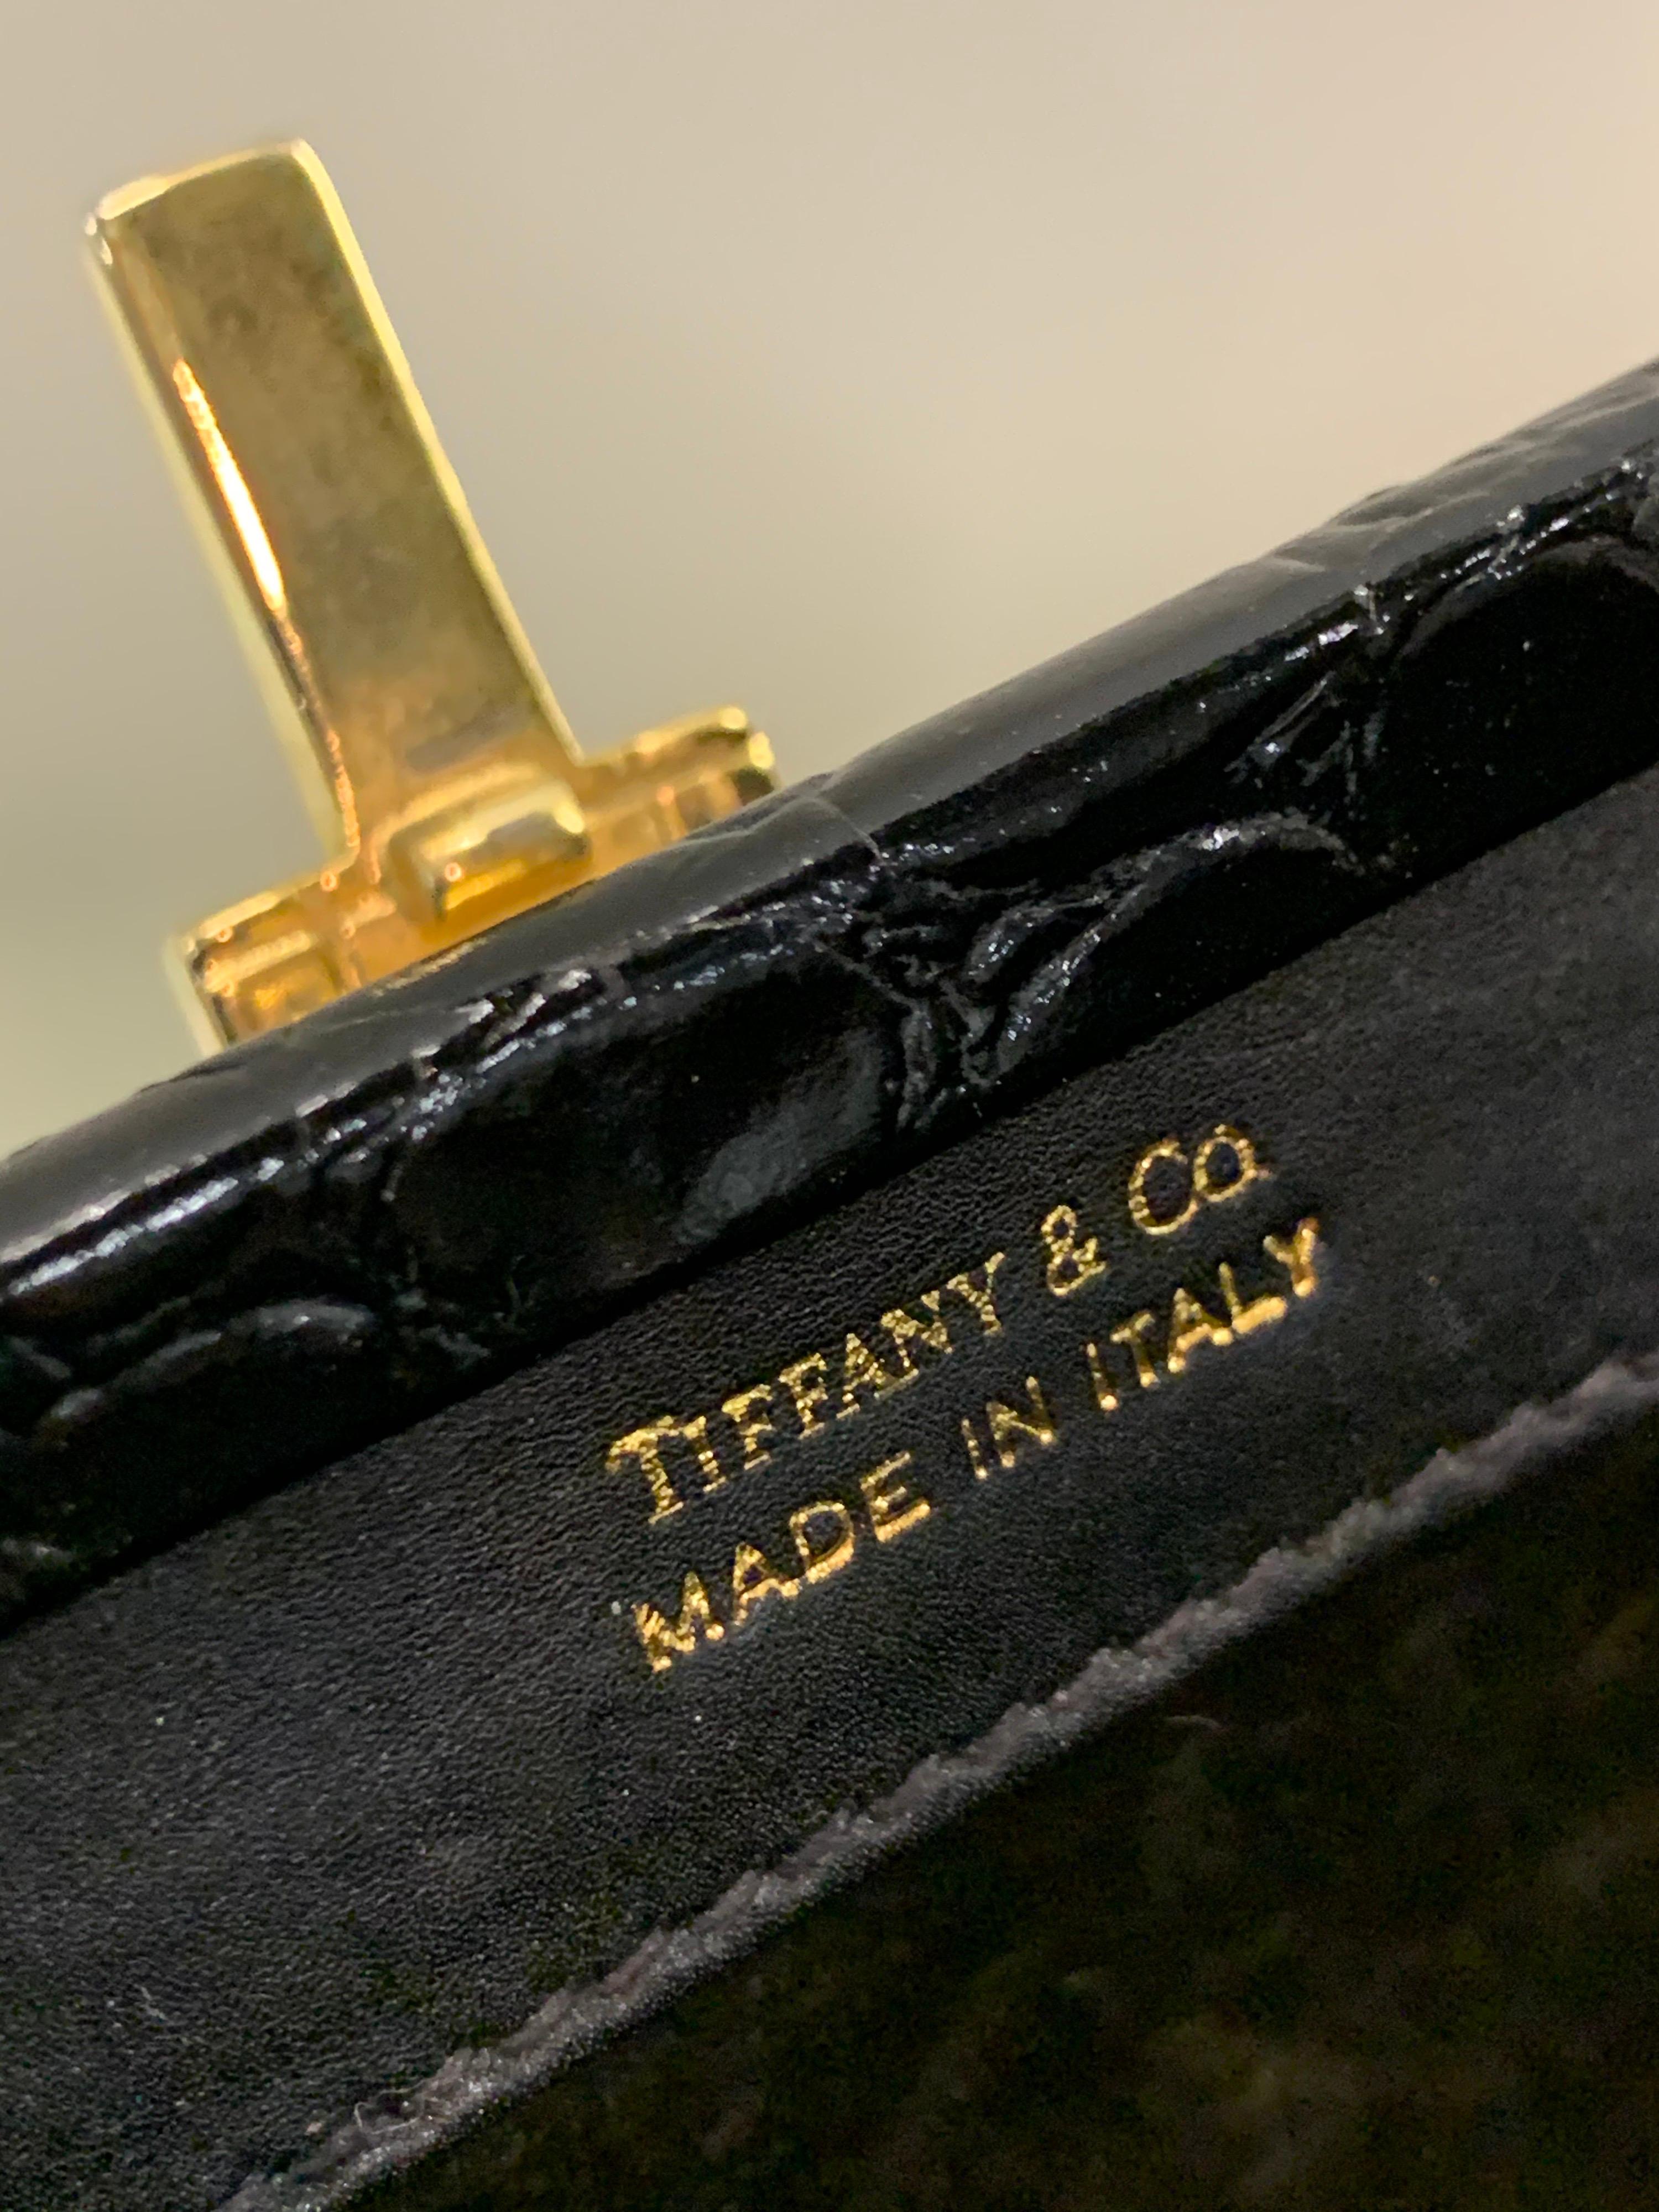 TIFFANY & CO.
MADE IN ITALY